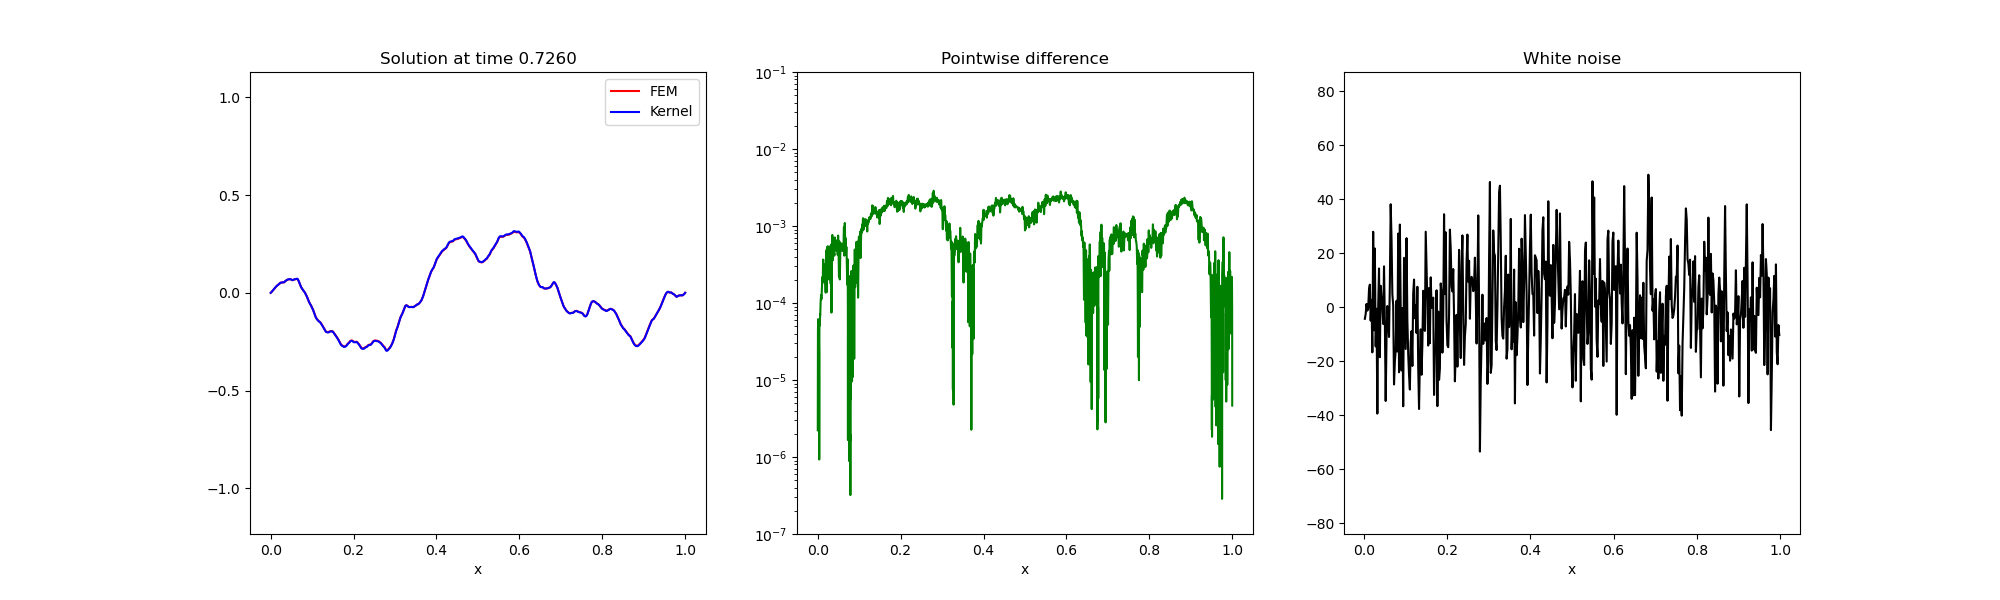 Solution at time 0.7260
FEM
Kernel
1.0
0.5
0.0
−0.5
−1.0
0.0 0.2 0.4 0.6 0.8 1.0
x
Pointwise difference
10⁻¹
10⁻²
10⁻³
10⁻⁴
10⁻⁵
10⁻⁶
10⁻⁷
0.0 0.2 0.4 0.6 0.8 1.0
x
White noise
80
60
40
20
0
−20
−40
−60
−80
0.0 0.2 0.4 0.6 0.8 1.0
x